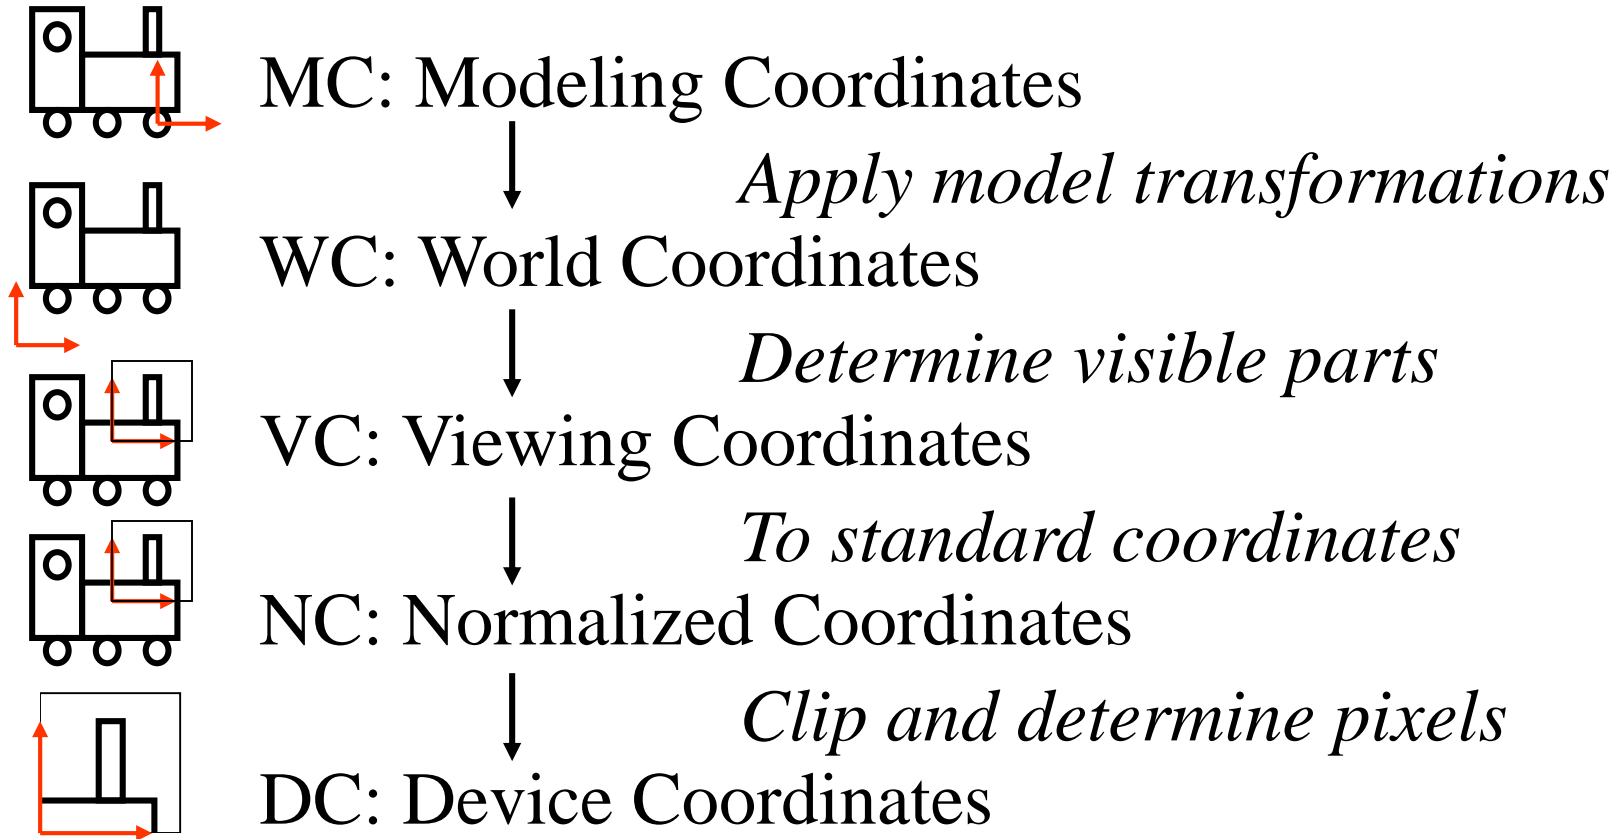 MC: Modeling Coordinates
Apply model transformations
WC: World Coordinates
Determine visible parts
VC: Viewing Coordinates
To standard coordinates
NC: Normalized Coordinates
Clip and determine pixels
DC: Device Coordinates